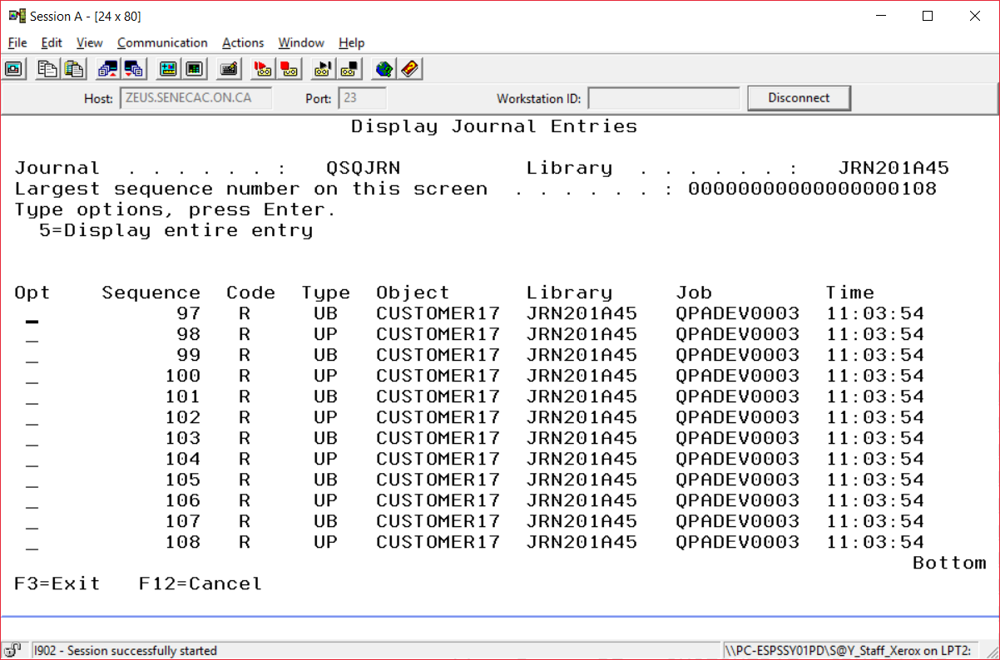 Session A - [24 x 80]
File Edit View Communication Actions Window Help
Host: ZEUS.SENECAC.ON.CA Port: 23 Workstation ID: Disconnect
Display Journal Entries
Journal . . . . . . . : QSQJRN Library . . . . . . . : JRN201A45
Largest sequence number on this screen . . . . . . : 00000000000000000108
Type options, press Enter.
5=Display entire entry
Opt Sequence Code Type Object Library Job Time
_ 97 R UB CUSTOMER17 JRN201A45 QPADEV0003 11:03:54
_ 98 R UP CUSTOMER17 JRN201A45 QPADEV0003 11:03:54
_ 99 R UB CUSTOMER17 JRN201A45 QPADEV0003 11:03:54
_ 100 R UP CUSTOMER17 JRN201A45 QPADEV0003 11:03:54
_ 101 R UB CUSTOMER17 JRN201A45 QPADEV0003 11:03:54
_ 102 R UP CUSTOMER17 JRN201A45 QPADEV0003 11:03:54
_ 103 R UB CUSTOMER17 JRN201A45 QPADEV0003 11:03:54
_ 104 R UP CUSTOMER17 JRN201A45 QPADEV0003 11:03:54
_ 105 R UB CUSTOMER17 JRN201A45 QPADEV0003 11:03:54
_ 106 R UP CUSTOMER17 JRN201A45 QPADEV0003 11:03:54
_ 107 R UB CUSTOMER17 JRN201A45 QPADEV0003 11:03:54
_ 108 R UP CUSTOMER17 JRN201A45 QPADEV0003 11:03:54
Bottom
F3=Exit F12=Cancel
I902 - Session successfully started \\PC-ESPSSY01PD\S@Y_Staff_Xerox on LPT2: